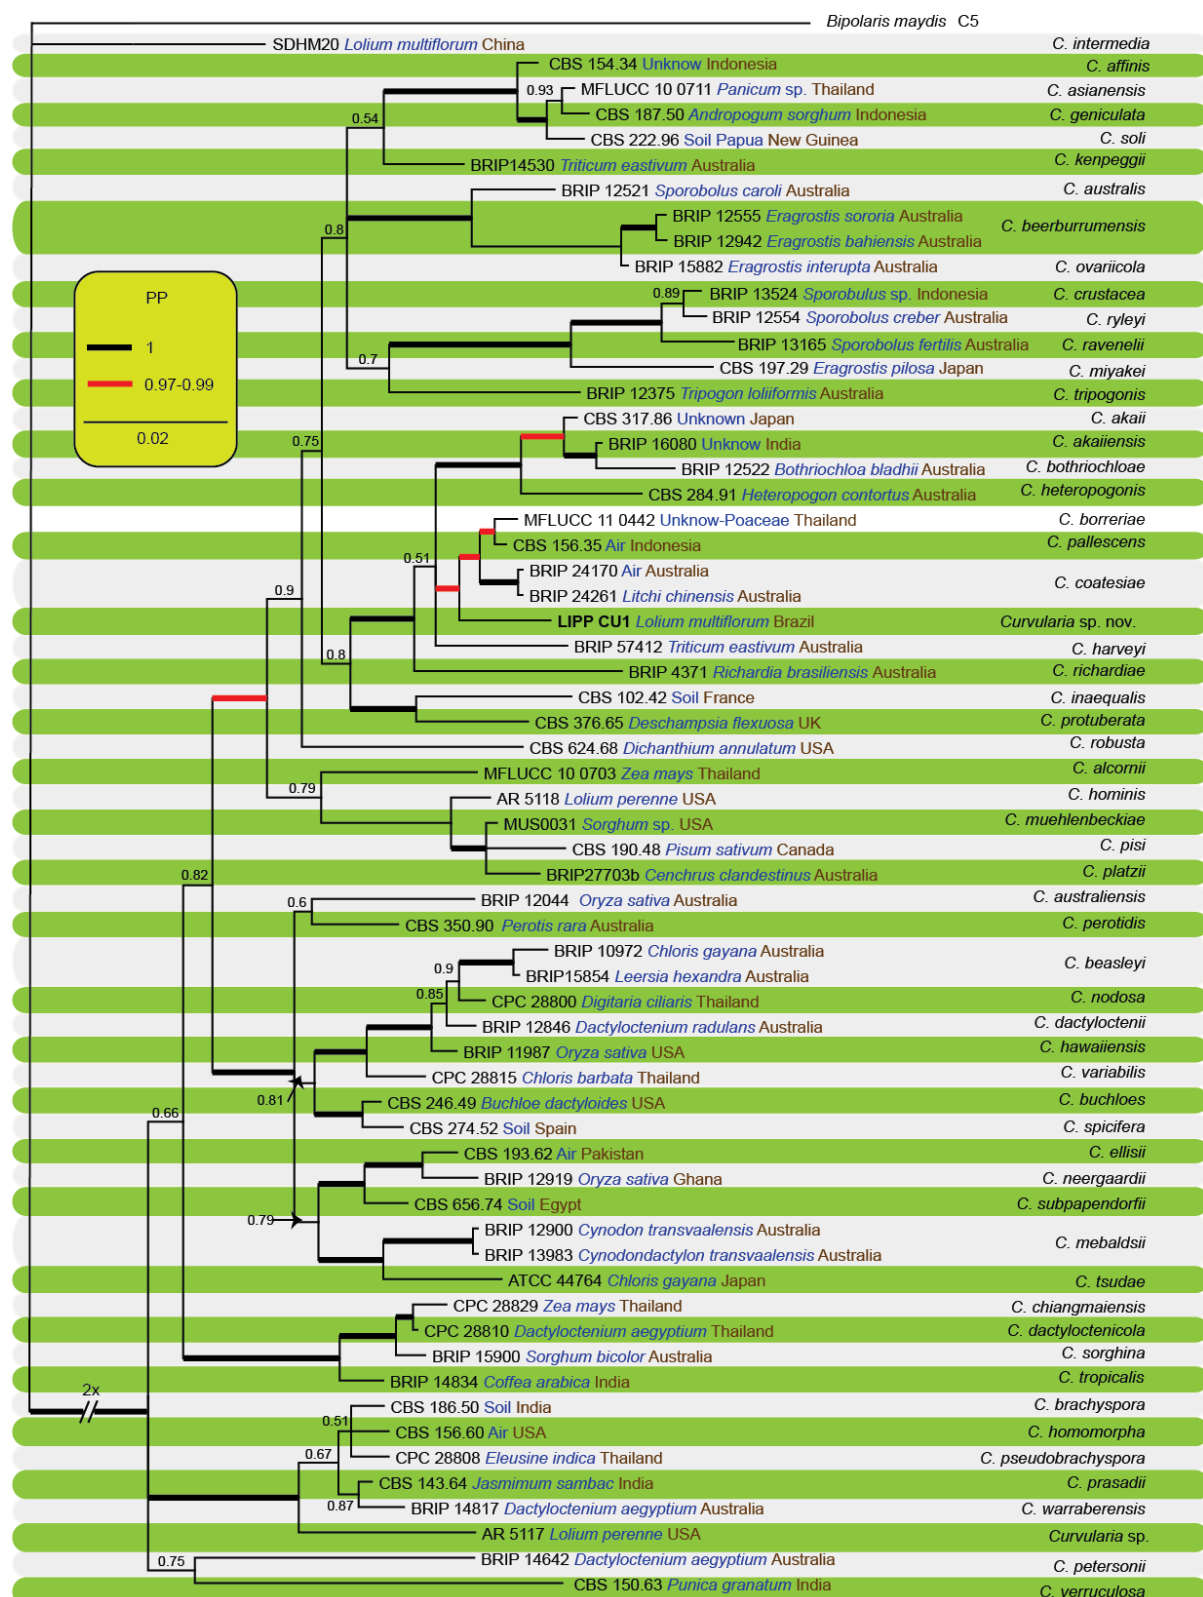 Bipolaris maydis C5
SDHM20 Lolium multiflorum China C. intermedia
CBS 154.34 Unknow Indonesia C. affinis
0.93 MFLUCC 10 0711 Panicum sp. Thailand C. asianensis
0.54 CBS 187.50 Andropogum sorghum Indonesia C. geniculata
CBS 222.96 Soil Papua New Guinea C. soli
BRIP14530 Triticum eastivum Australia C. kenpeggii
BRIP 12521 Sporobolus caroli Australia C. australis
BRIP 12555 Eragrostis sororia Australia
C. beerburrumensis
0.8 BRIP 12942 Eragrostis bahiensis Australia
BRIP 15882 Eragrostis interupta Australia C. ovariicola
PP 0.89 BRIP 13524 Sporobulus sp. Indonesia C. crustacea
BRIP 12554 Sporobolus creber Australia C. ryleyi
1 BRIP 13165 Sporobolus fertilis Australia C. ravenelii
0.7 CBS 197.29 Eragrostis pilosa Japan C. miyakei
0.97-0.99 BRIP 12375 Tripogon loliiformis Australia C. tripogonis
CBS 317.86 Unknown Japan C. akaii
0.02 0.75 BRIP 16080 Unknow India C. akaiiensis
BRIP 12522 Bothriochloa bladhii Australia C. bothriochloae
CBS 284.91 Heteropogon contortus Australia C. heteropogonis
MFLUCC 11 0442 Unknow-Poaceae Thailand C. borreriae
CBS 156.35 Air Indonesia C. pallescens
0.51 BRIP 24170 Air Australia
C. coatesiae
0.9 BRIP 24261 Litchi chinensis Australia
LIPP CU1 Lolium multiflorum Brazil Curvularia sp. nov.
0.8 BRIP 57412 Triticum eastivum Australia C. harveyi
BRIP 4371 Richardia brasiliensis Australia C. richardiae
CBS 102.42 Soil France C. inaequalis
CBS 376.65 Deschampsia flexuosa UK C. protuberata
CBS 624.68 Dichanthium annulatum USA C. robusta
MFLUCC 10 0703 Zea mays Thailand C. alcornii
0.79 AR 5118 Lolium perenne USA C. hominis
MUS0031 Sorghum sp. USA C. muehlenbeckiae
CBS 190.48 Pisum sativum Canada C. pisi
0.82 BRIP27703b Cenchrus clandestinus Australia C. platzii
0.6 BRIP 12044 Oryza sativa Australia C. australiensis
CBS 350.90 Perotis rara Australia C. perotidis
BRIP 10972 Chloris gayana Australia
C. beasleyi
0.9 BRIP15854 Leersia hexandra Australia
0.85 CPC 28800 Digitaria ciliaris Thailand C. nodosa
BRIP 12846 Dactyloctenium radulans Australia C. dactyloctenii
BRIP 11987 Oryza sativa USA C. hawaiiensis
CPC 28815 Chloris barbata Thailand C. variabilis
0.81 CBS 246.49 Buchloe dactyloides USA C. buchloes
0.66 CBS 274.52 Soil Spain C. spicifera
CBS 193.62 Air Pakistan C. ellisii
BRIP 12919 Oryza sativa Ghana C. neergaardii
CBS 656.74 Soil Egypt C. subpapendorfii
0.79 BRIP 12900 Cynodon transvaalensis Australia
C. mebaldsii
BRIP 13983 Cynodondactylon transvaalensis Australia
ATCC 44764 Chloris gayana Japan C. tsudae
CPC 28829 Zea mays Thailand C. chiangmaiensis
CPC 28810 Dactyloctenium aegyptium Thailand C. dactyloctenicola
BRIP 15900 Sorghum bicolor Australia C. sorghina
BRIP 14834 Coffea arabica India C. tropicalis
2x
CBS 186.50 Soil India C. brachyspora
0.51 CBS 156.60 Air USA C. homomorpha
0.67 CPC 28808 Eleusine indica Thailand C. pseudobrachyspora
CBS 143.64 Jasmimum sambac India C. prasadii
0.87 BRIP 14817 Dactyloctenium aegyptium Australia C. warraberensis
AR 5117 Lolium perenne USA Curvularia sp.
0.75 BRIP 14642 Dactyloctenium aegyptium Australia C. petersonii
CBS 150.63 Punica granatum India C. verruculosa